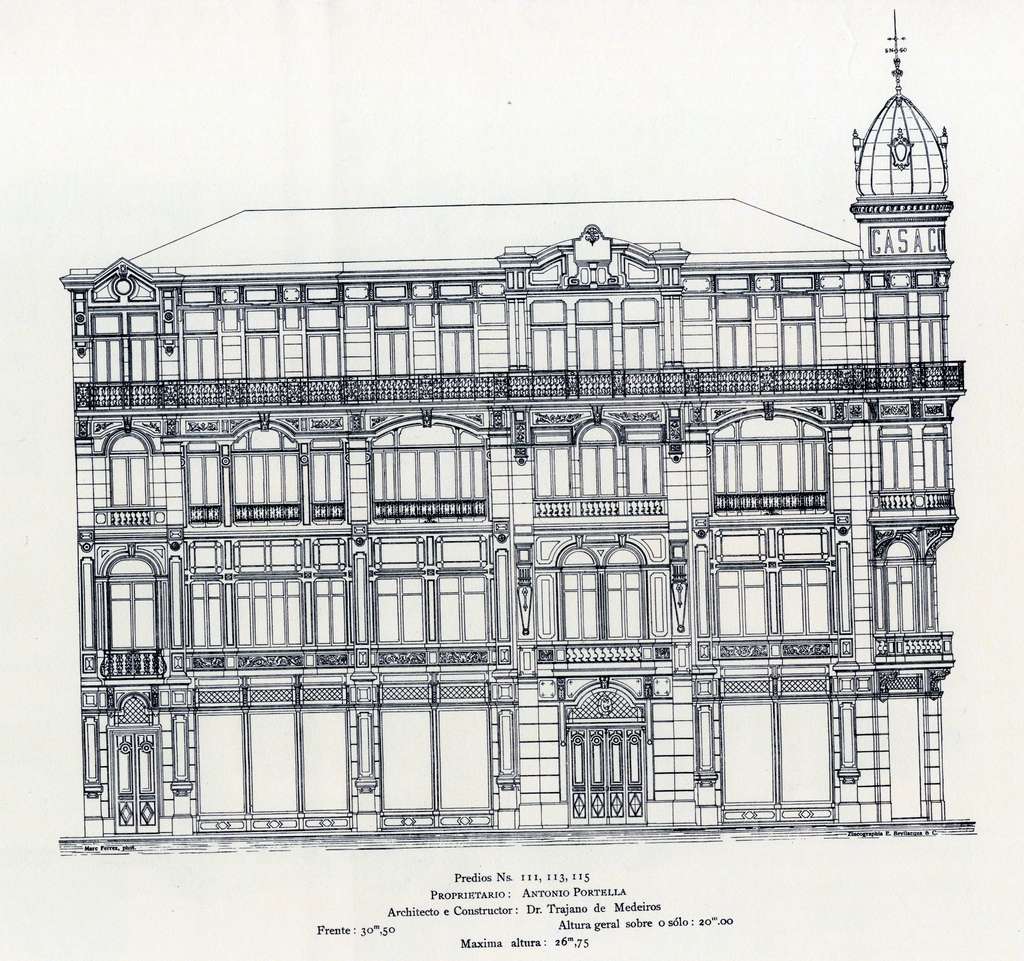 CASA CO
Marc Ferrez, phot.
Zincographia E. Bevilacqua & C.
Predios Ns. 111, 113, 115
PROPRIETARIO: ANTONIO PORTELLA
Architecto e Constructor: Dr. Trajano de Medeiros
Frente: 30ᵐ,50 Altura geral sobre o sólo: 20ᵐ.00
Maxima altura: 26ᵐ,75